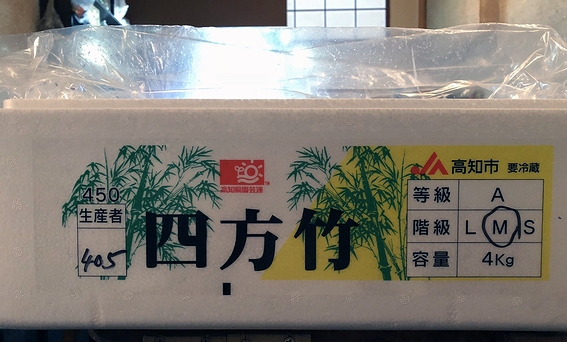 高知県園芸連
450
生産者
405
四方竹
JA 高知市 要冷蔵
等級 A
階級 L M S
容量 4Kg